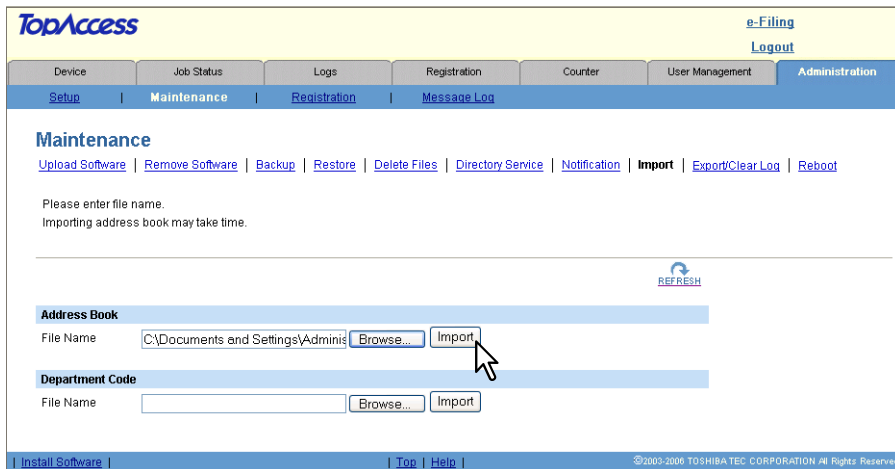 TopAccess
e-Filing
Logout
Device Job Status Logs Registration Counter User Management Administration
Setup | Maintenance | Registration | Message Log
Maintenance
Upload Software | Remove Software | Backup | Restore | Delete Files | Directory Service | Notification | Import | Export/Clear Log | Reboot
Please enter file name.
Importing address book may take time.
REFRESH
Address Book
File Name C:\Documents and Settings\Adminis Browse... Import
Department Code
File Name Browse... Import
| Install Software | | Top | Help | ©2003-2006 TOSHIBA TEC CORPORATION All Rights Reserve